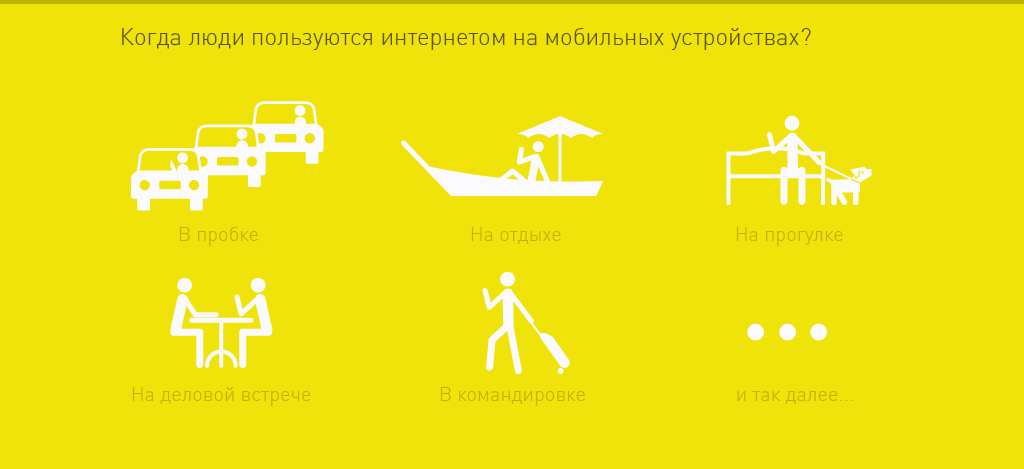 Когда люди пользуются интернетом на мобильных устройствах?
В пробке
На отдыхе
На прогулке
На деловой встрече
В командировке
и так далее...